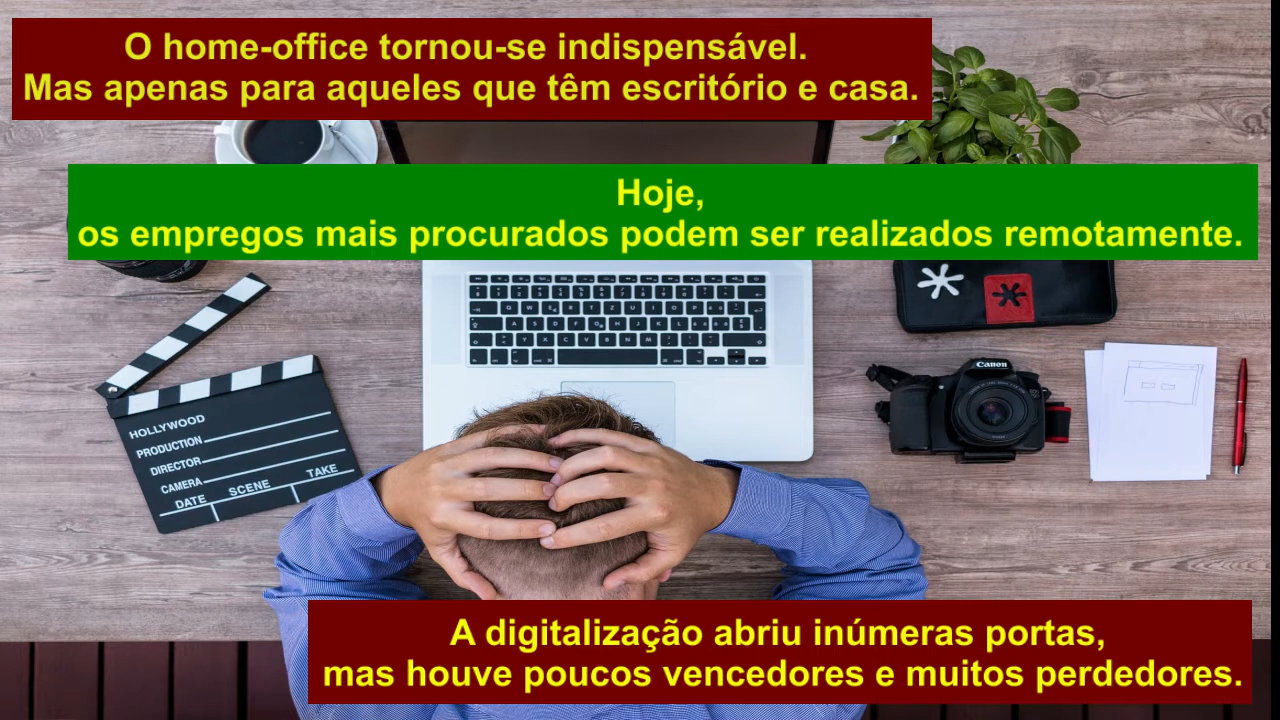 O home-office tornou-se indispensável.
Mas apenas para aqueles que têm escritório e casa.
Hoje,
os empregos mais procurados podem ser realizados remotamente.
HOLLYWOOD
PRODUCTION
DIRECTOR
CAMERA
DATE SCENE TAKE
Canon
A digitalização abriu inúmeras portas,
mas houve poucos vencedores e muitos perdedores.